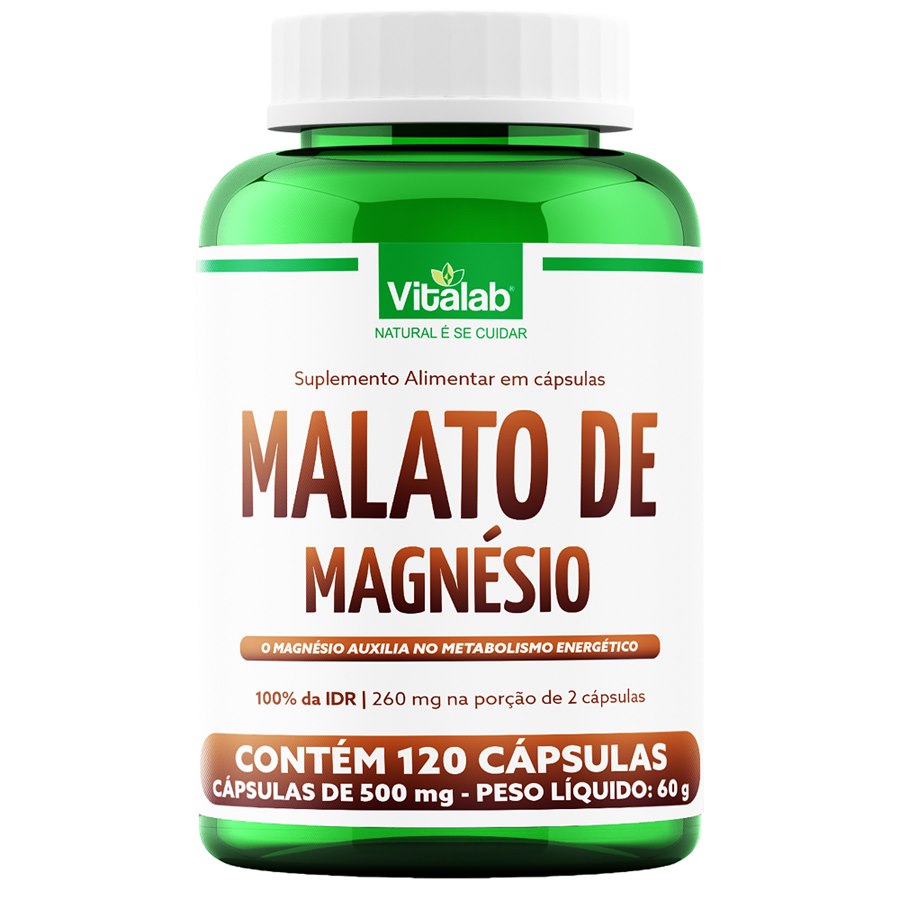 Vitalab®
NATURAL É SE CUIDAR
Suplemento Alimentar em cápsulas
MALATO DE
MAGNÉSIO
O MAGNÉSIO AUXILIA NO METABOLISMO ENERGÉTICO
100% da IDR | 260 mg na porção de 2 cápsulas
CONTÉM 120 CÁPSULAS
CÁPSULAS DE 500 mg - PESO LÍQUIDO: 60 g